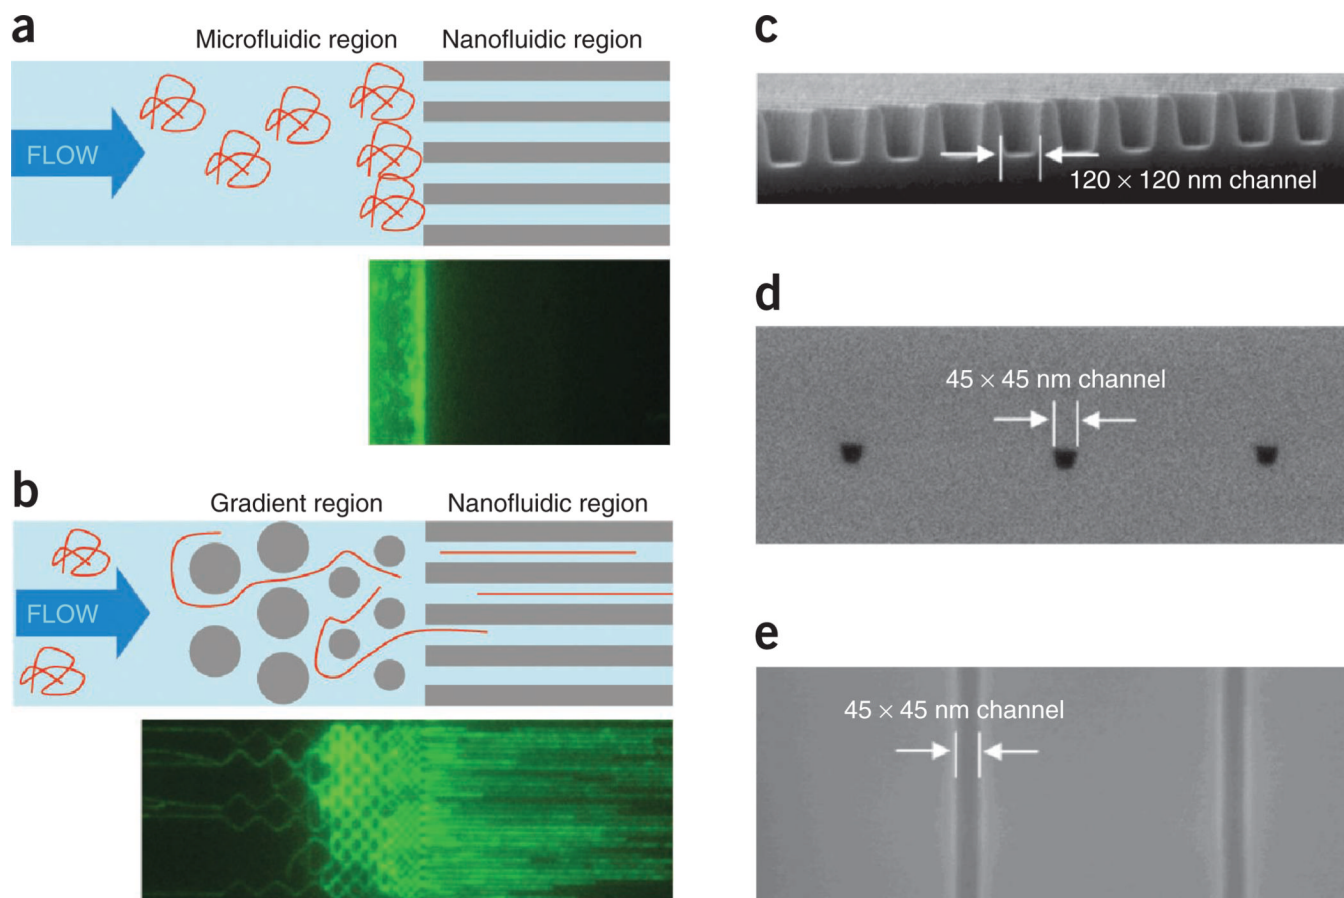 a
Microfluidic region
Nanofluidic region
FLOW
b
Gradient region
Nanofluidic region
FLOW
c
120 × 120 nm channel
d
45 × 45 nm channel
e
45 × 45 nm channel